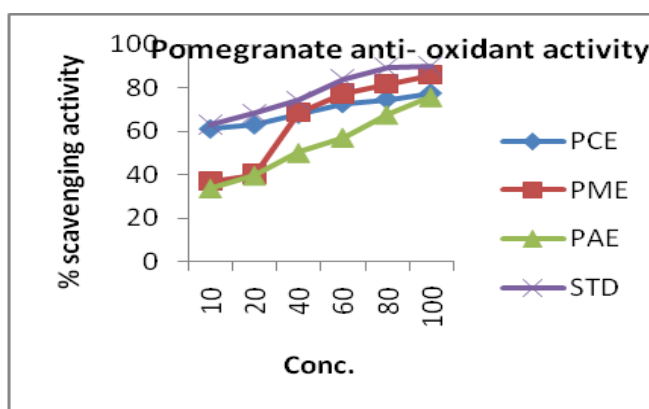 Pomegranate anti- oxidant activity
% scavenging activity
100
80
60
40
20
0
10
20
40
60
80
100
Conc.
PCE
PME
PAE
STD